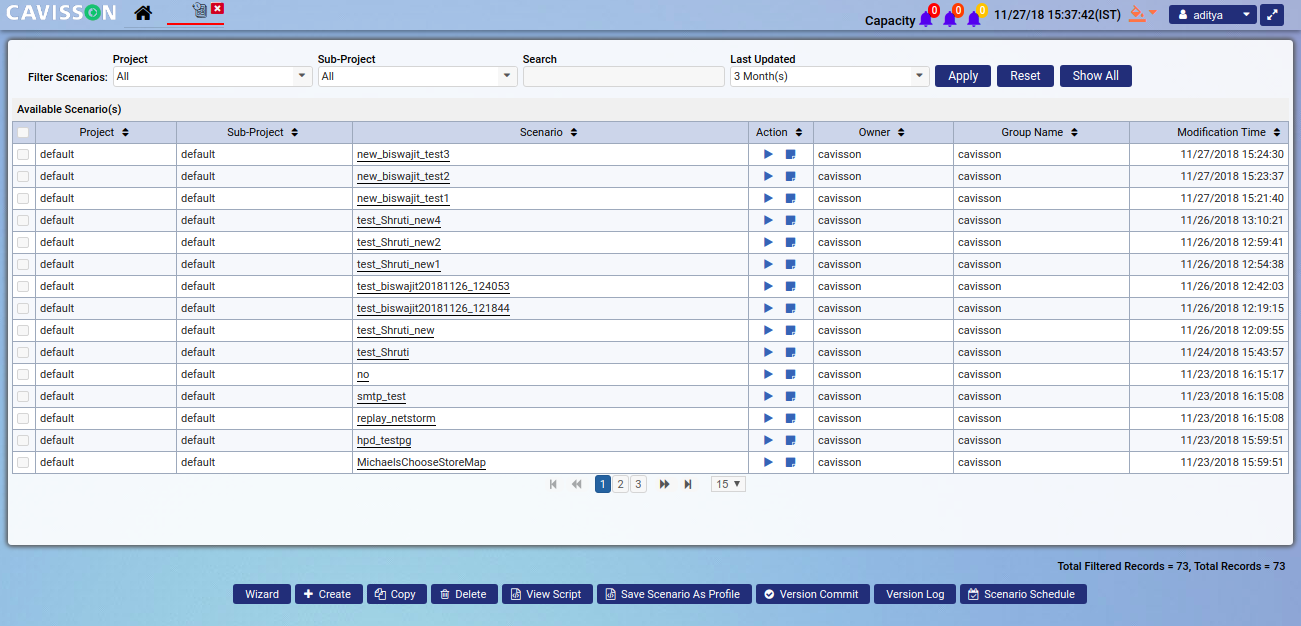 CAVISSON
Capacity 0 0 0 11/27/18 15:37:42(IST) aditya
Project Sub-Project Search Last Updated
Filter Scenarios: All All 3 Month(s) Apply Reset Show All
Available Scenario(s)
Project Sub-Project Scenario Action Owner Group Name Modification Time
default default new_biswajit_test3 cavisson cavisson 11/27/2018 15:24:30
default default new_biswajit_test2 cavisson cavisson 11/27/2018 15:23:37
default default new_biswajit_test1 cavisson cavisson 11/27/2018 15:21:40
default default test_Shruti_new4 cavisson cavisson 11/26/2018 13:10:21
default default test_Shruti_new2 cavisson cavisson 11/26/2018 12:59:41
default default test_Shruti_new1 cavisson cavisson 11/26/2018 12:54:38
default default test_biswajit20181126_124053 cavisson cavisson 11/26/2018 12:42:03
default default test_biswajit20181126_121844 cavisson cavisson 11/26/2018 12:19:15
default default test_Shruti_new cavisson cavisson 11/26/2018 12:09:55
default default test_Shruti cavisson cavisson 11/24/2018 15:43:57
default default no cavisson cavisson 11/23/2018 16:15:17
default default smtp_test cavisson cavisson 11/23/2018 16:15:08
default default replay_netstorm cavisson cavisson 11/23/2018 16:15:08
default default hpd_testpg cavisson cavisson 11/23/2018 15:59:51
default default MichaelsChooseStoreMap cavisson cavisson 11/23/2018 15:59:51
1 2 3 15
Total Filtered Records = 73, Total Records = 73
Wizard Create Copy Delete View Script Save Scenario As Profile Version Commit Version Log Scenario Schedule